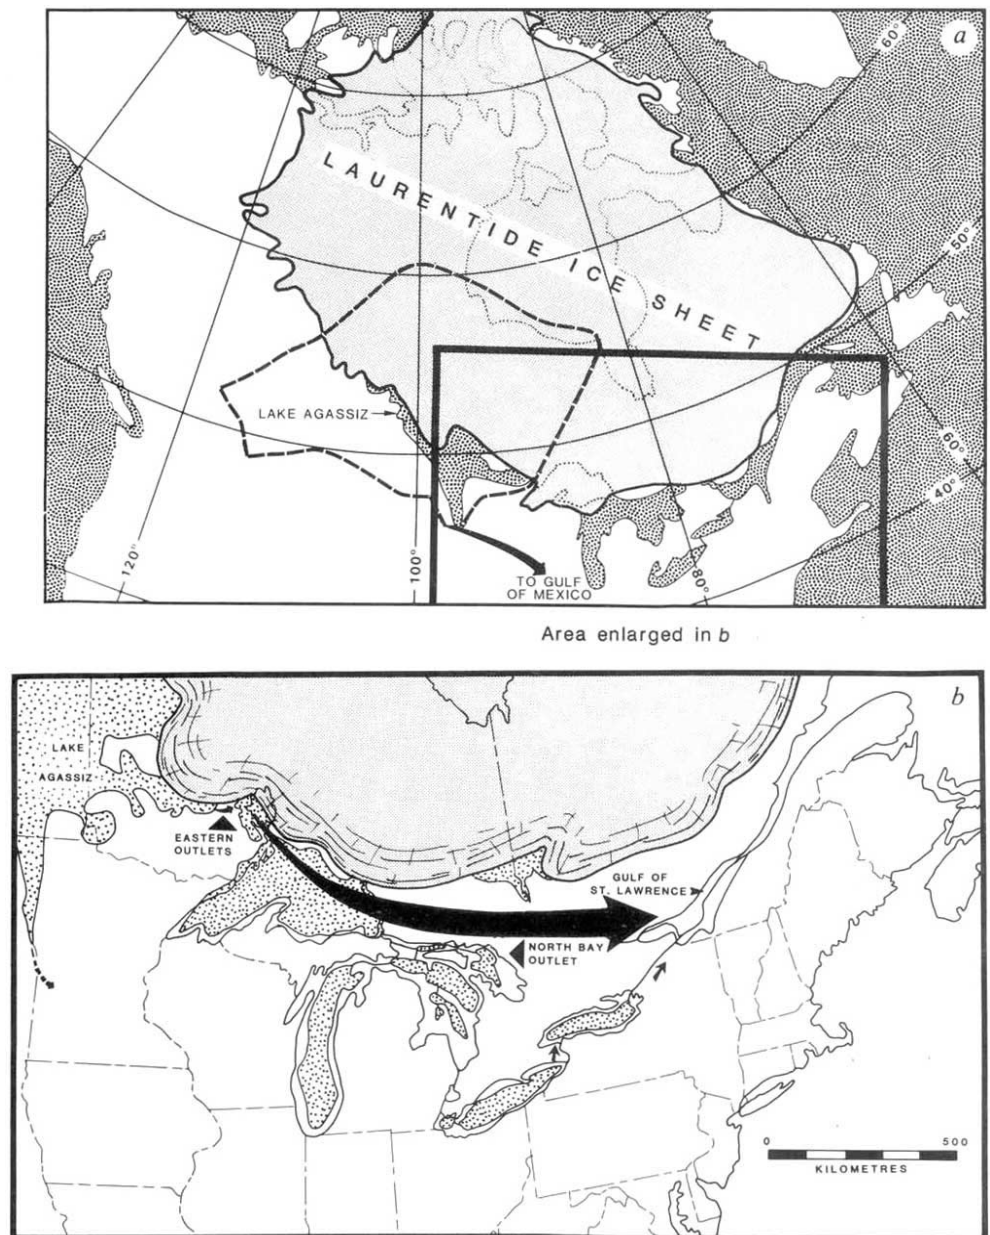 a
60°
LAURENTIDE ICE SHEET
50°
LAKE AGASSIZ
60°
40°
120°
100°
80°
TO GULF
OF MEXICO
Area enlarged in b
b
LAKE
AGASSIZ
EASTERN
OUTLETS
GULF OF
ST. LAWRENCE
NORTH BAY
OUTLET
0 500
KILOMETRES